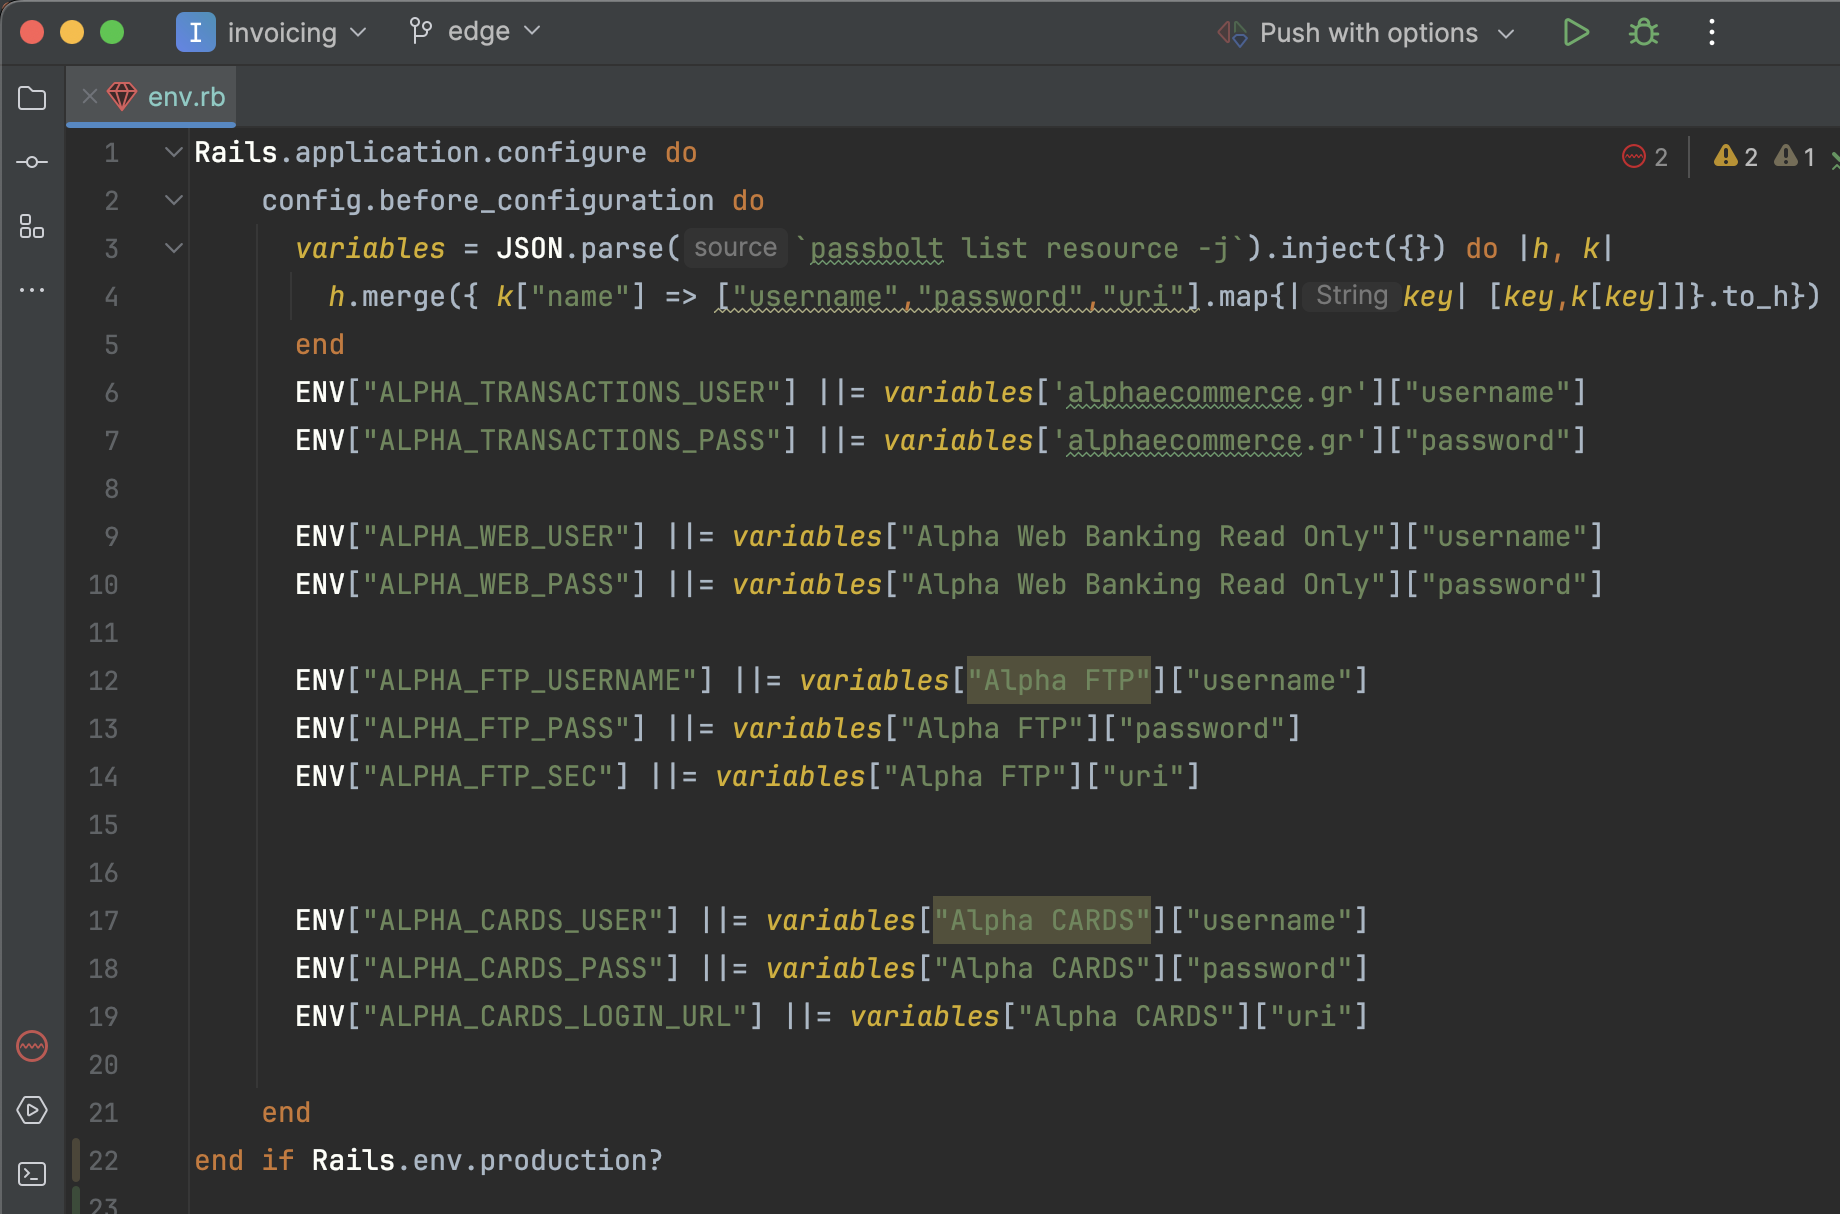 I invoicing edge Push with options
env.rb
2 2 1
1 Rails.application.configure do
2 config.before_configuration do
3 variables = JSON.parse( source `passbolt list resource -j`).inject({}) do |h, k|
4 h.merge({ k["name"] => ["username","password","uri"].map{| String key| [key,k[key]]}.to_h})
5 end
6 ENV["ALPHA_TRANSACTIONS_USER"] ||= variables['alphaecommerce.gr']["username"]
7 ENV["ALPHA_TRANSACTIONS_PASS"] ||= variables['alphaecommerce.gr']["password"]
8
9 ENV["ALPHA_WEB_USER"] ||= variables["Alpha Web Banking Read Only"]["username"]
10 ENV["ALPHA_WEB_PASS"] ||= variables["Alpha Web Banking Read Only"]["password"]
11
12 ENV["ALPHA_FTP_USERNAME"] ||= variables["Alpha FTP"]["username"]
13 ENV["ALPHA_FTP_PASS"] ||= variables["Alpha FTP"]["password"]
14 ENV["ALPHA_FTP_SEC"] ||= variables["Alpha FTP"]["uri"]
15
16
17 ENV["ALPHA_CARDS_USER"] ||= variables["Alpha CARDS"]["username"]
18 ENV["ALPHA_CARDS_PASS"] ||= variables["Alpha CARDS"]["password"]
19 ENV["ALPHA_CARDS_LOGIN_URL"] ||= variables["Alpha CARDS"]["uri"]
20
21 end
22 end if Rails.env.production?
23